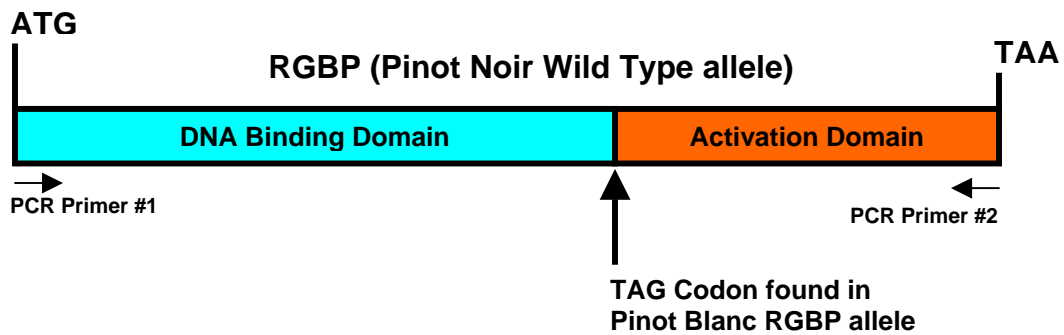 ATG
RGBP (Pinot Noir Wild Type allele)
TAA
DNA Binding Domain
Activation Domain
PCR Primer #1
PCR Primer #2
TAG Codon found in
Pinot Blanc RGBP allele